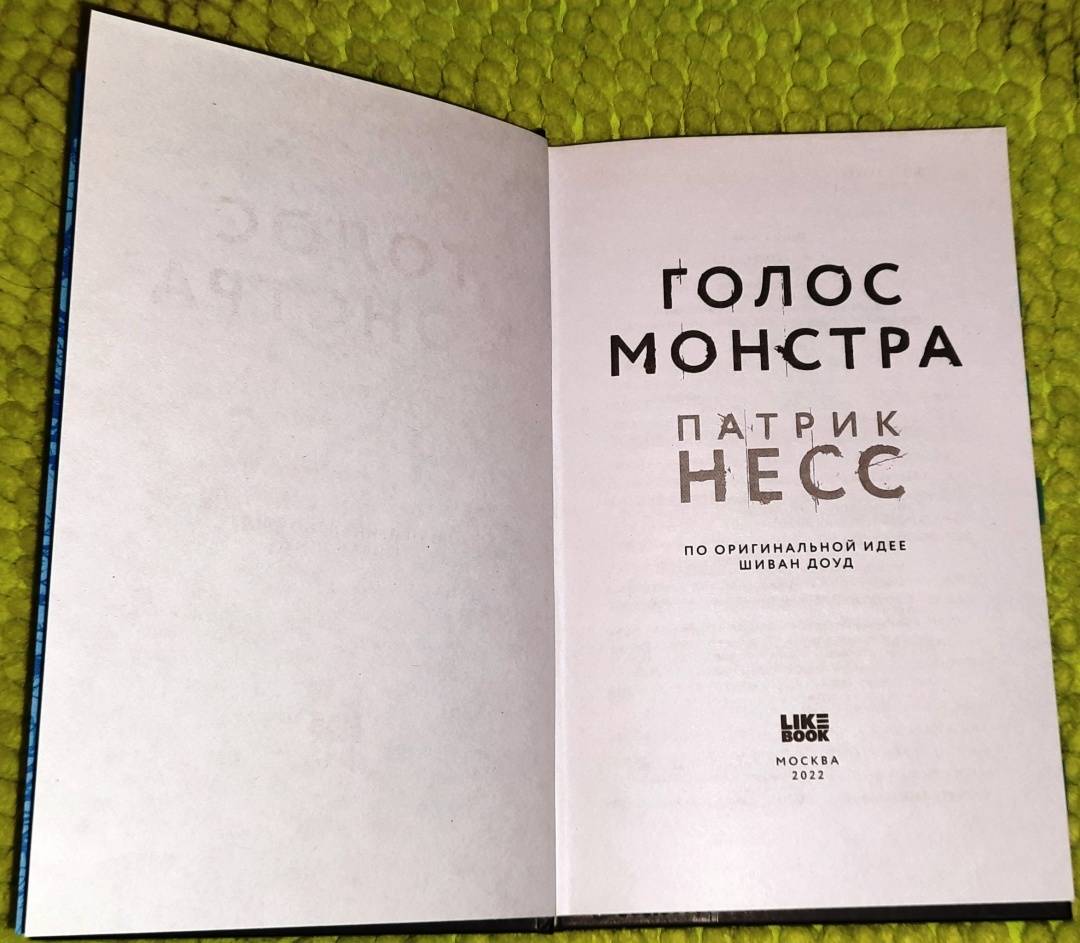 ГОЛОС
МОНСТРА
ПАТРИК
НЕСС
ПО ОРИГИНАЛЬНОЙ ИДЕЕ
ШИВАН ДОУД
LIKE
BOOK
МОСКВА
2022